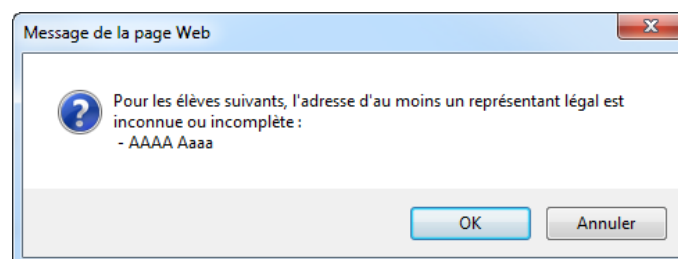 Message de la page Web
x
Pour les élèves suivants, l'adresse d'au moins un représentant légal est
inconnue ou incomplète :
- AAAA Aaaa
OK
Annuler